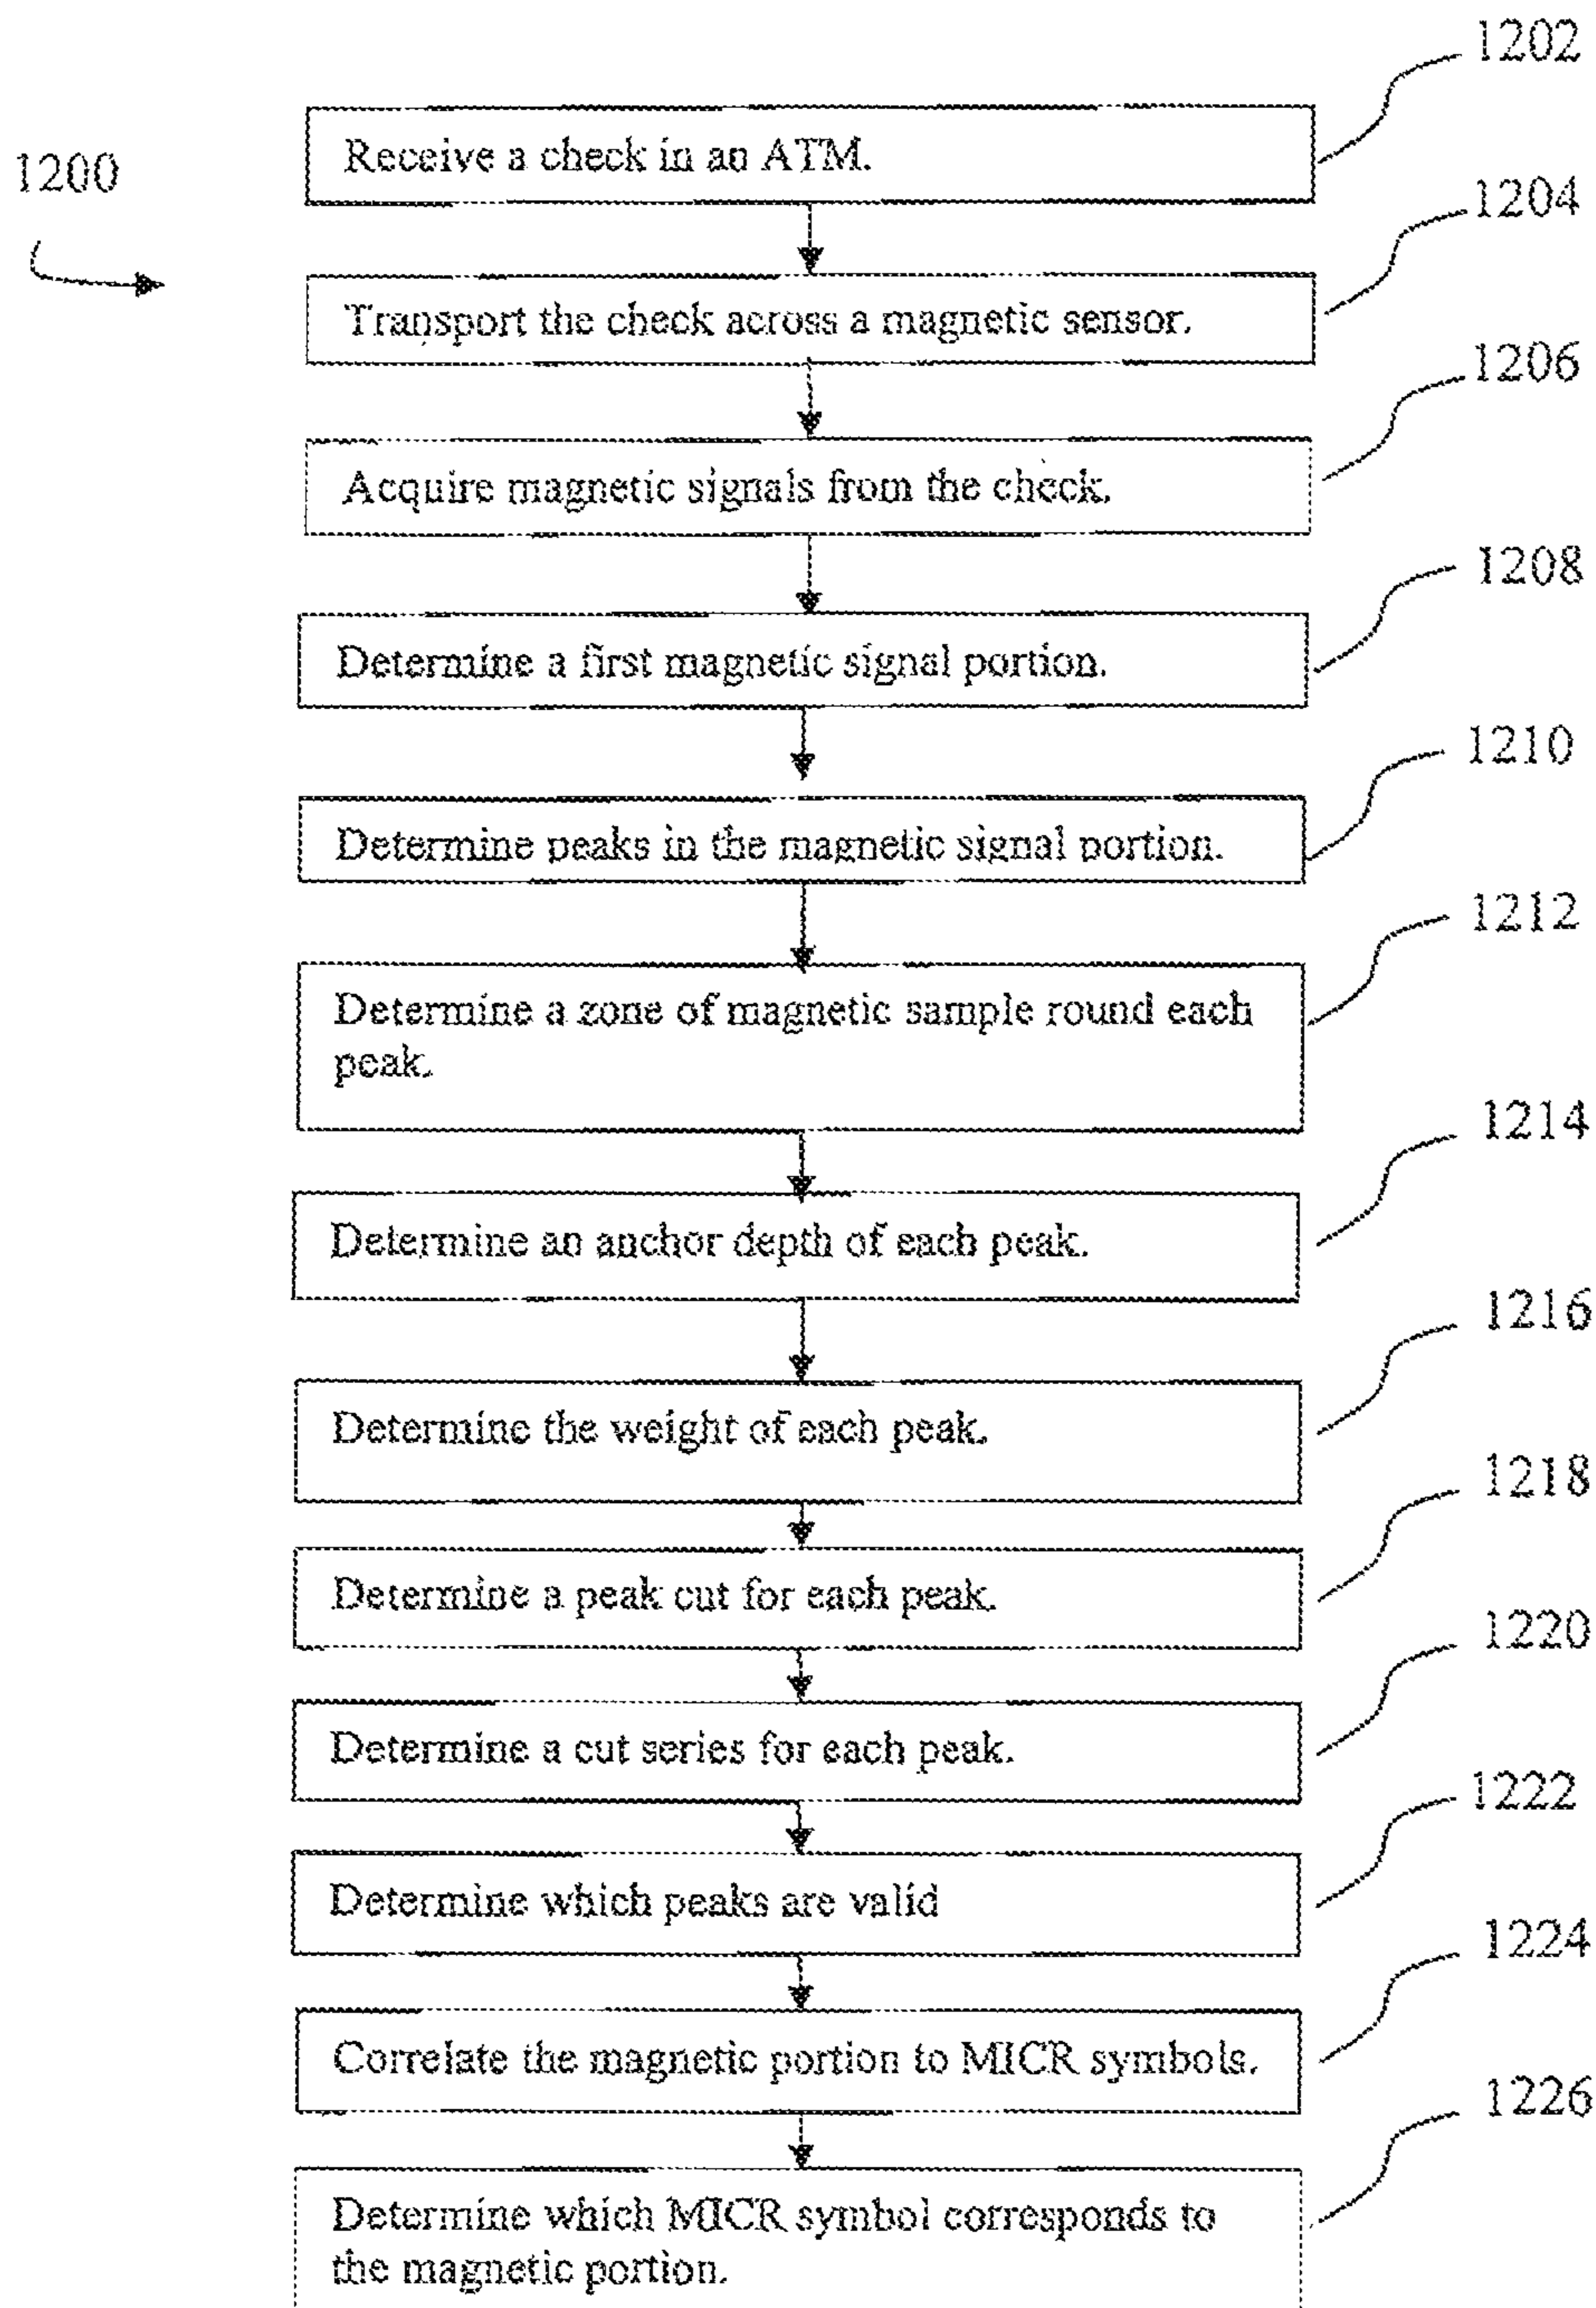 1200
1202
Receive a check in an ATM.
1204
Transport the check across a magnetic sensor.
1206
Acquire magnetic signals from the check.
1208
Determine a first magnetic signal portion.
1210
Determine peaks in the magnetic signal portion.
1212
Determine a zone of magnetic sample round each
peak.
1214
Determine an anchor depth of each peak.
1216
Determine the weight of each peak.
1218
Determine a peak cut for each peak.
1220
Determine a cut series for each peak.
1222
Determine which peaks are valid
1224
Correlate the magnetic portion to MICR symbols.
1226
Determine which MICR symbol corresponds to
the magnetic portion.